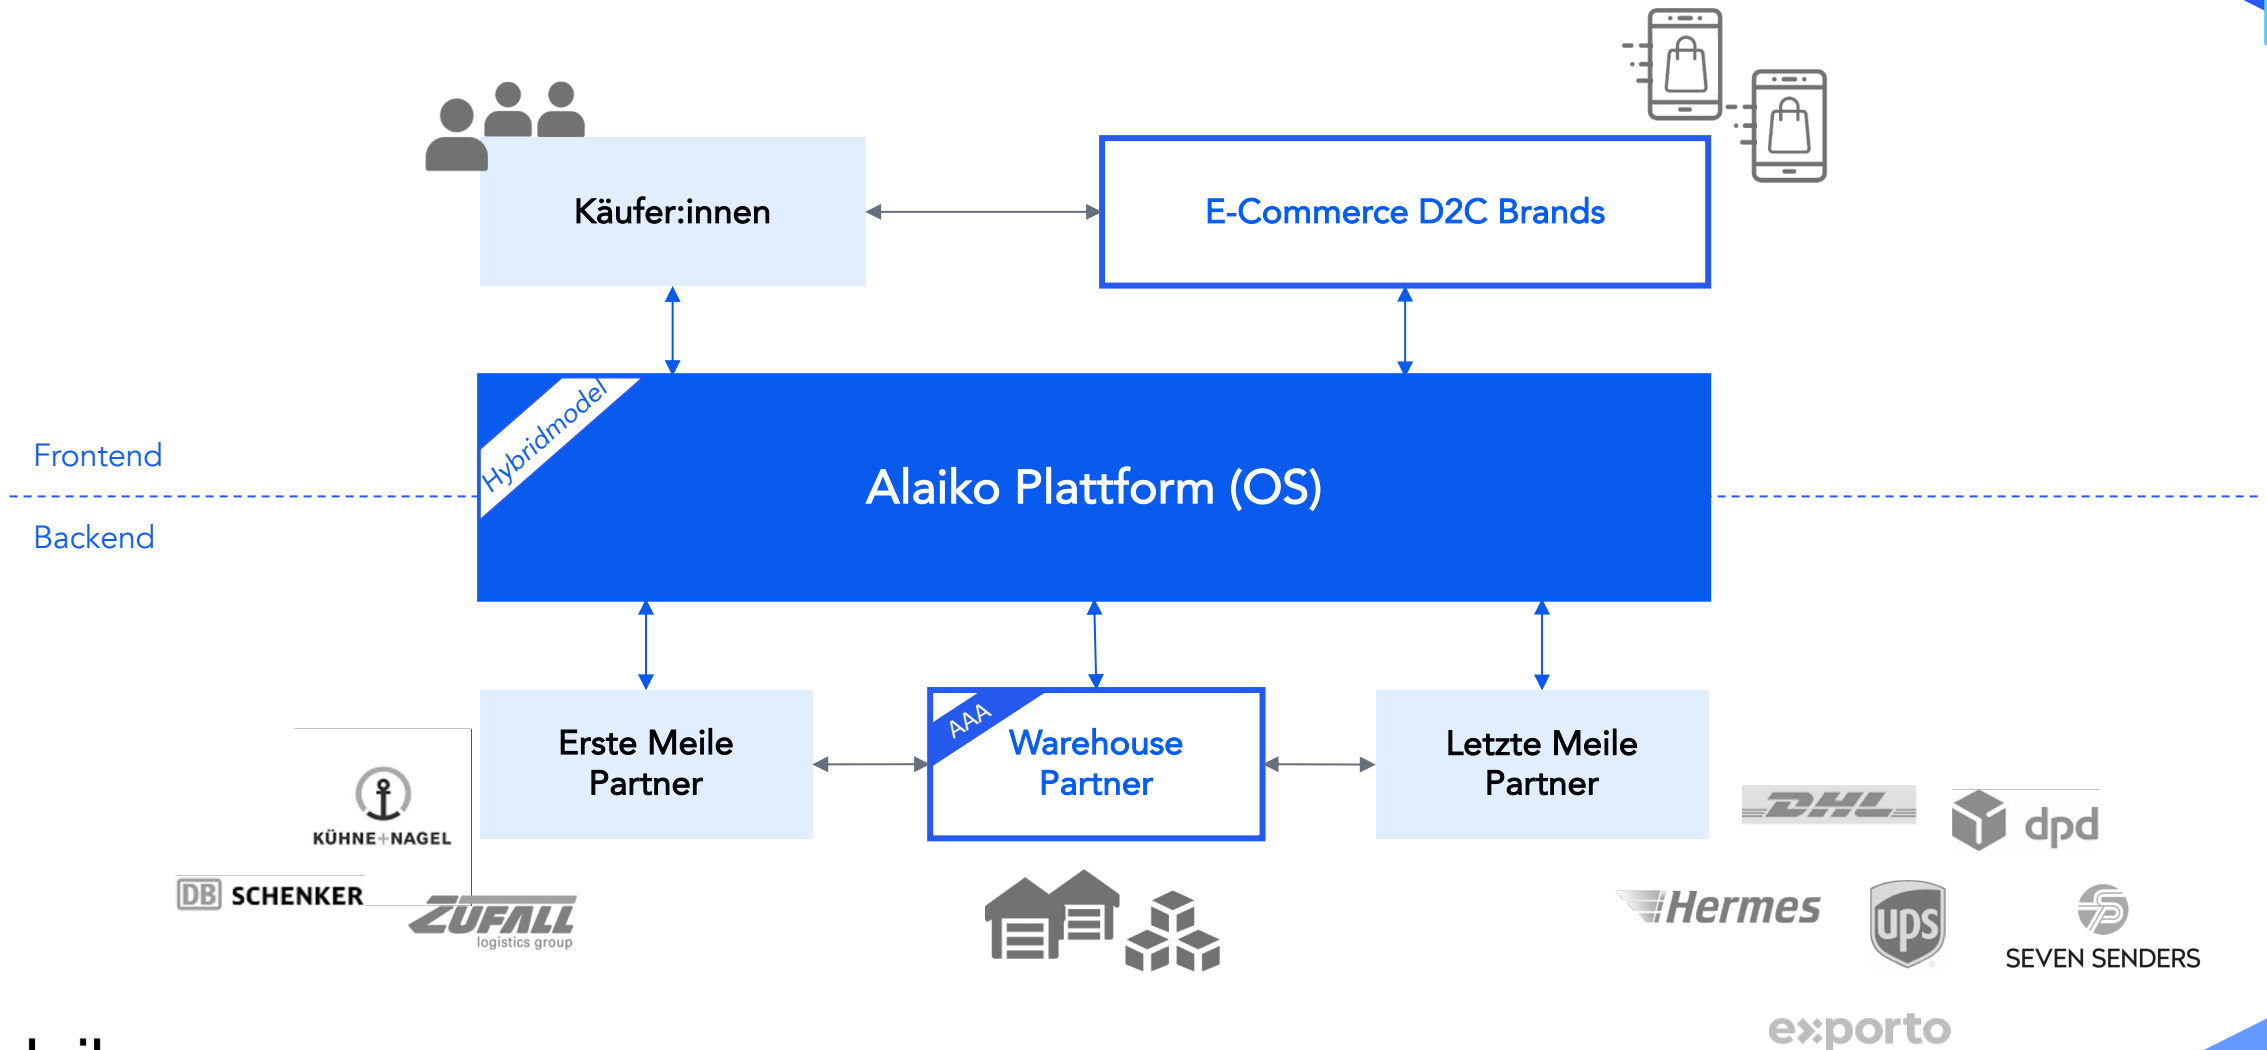 Käufer:innen
E-Commerce D2C Brands
Hybridmodel
Frontend
Alaiko Plattform (OS)
Backend
AAA
Erste Meile
Partner
Warehouse
Partner
Letzte Meile
Partner
KÜHNE+NAGEL
DB SCHENKER
ZUFALL
logistics group
DHL
dpd
Hermes
ups
SEVEN SENDERS
exporto